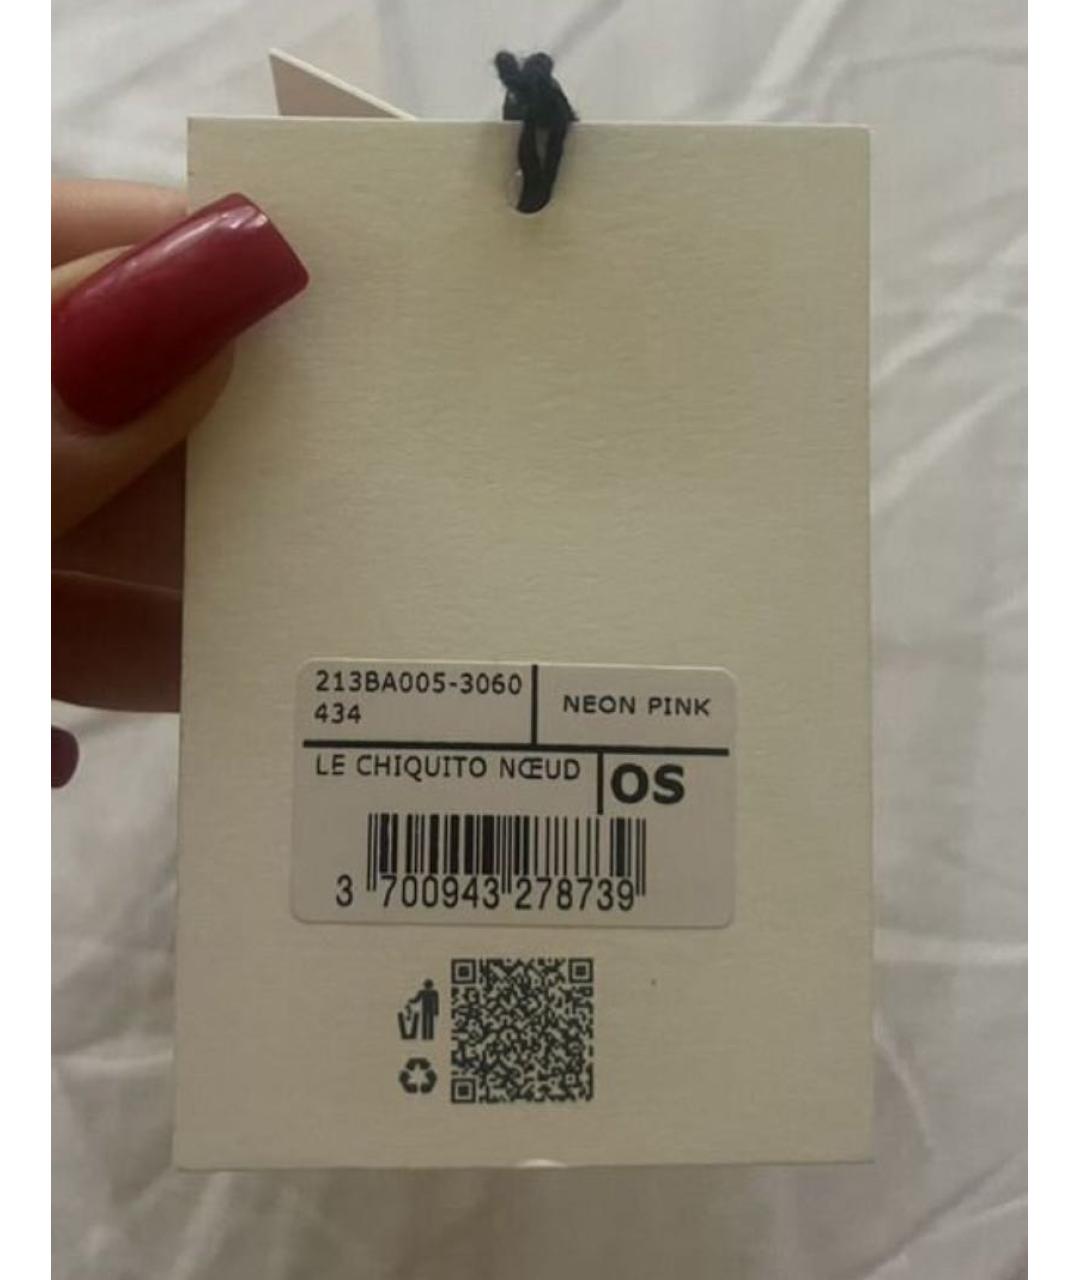 213BA005-3060
434
NEON PINK
LE CHIQUITO NŒUD
OS
3 700943 278739